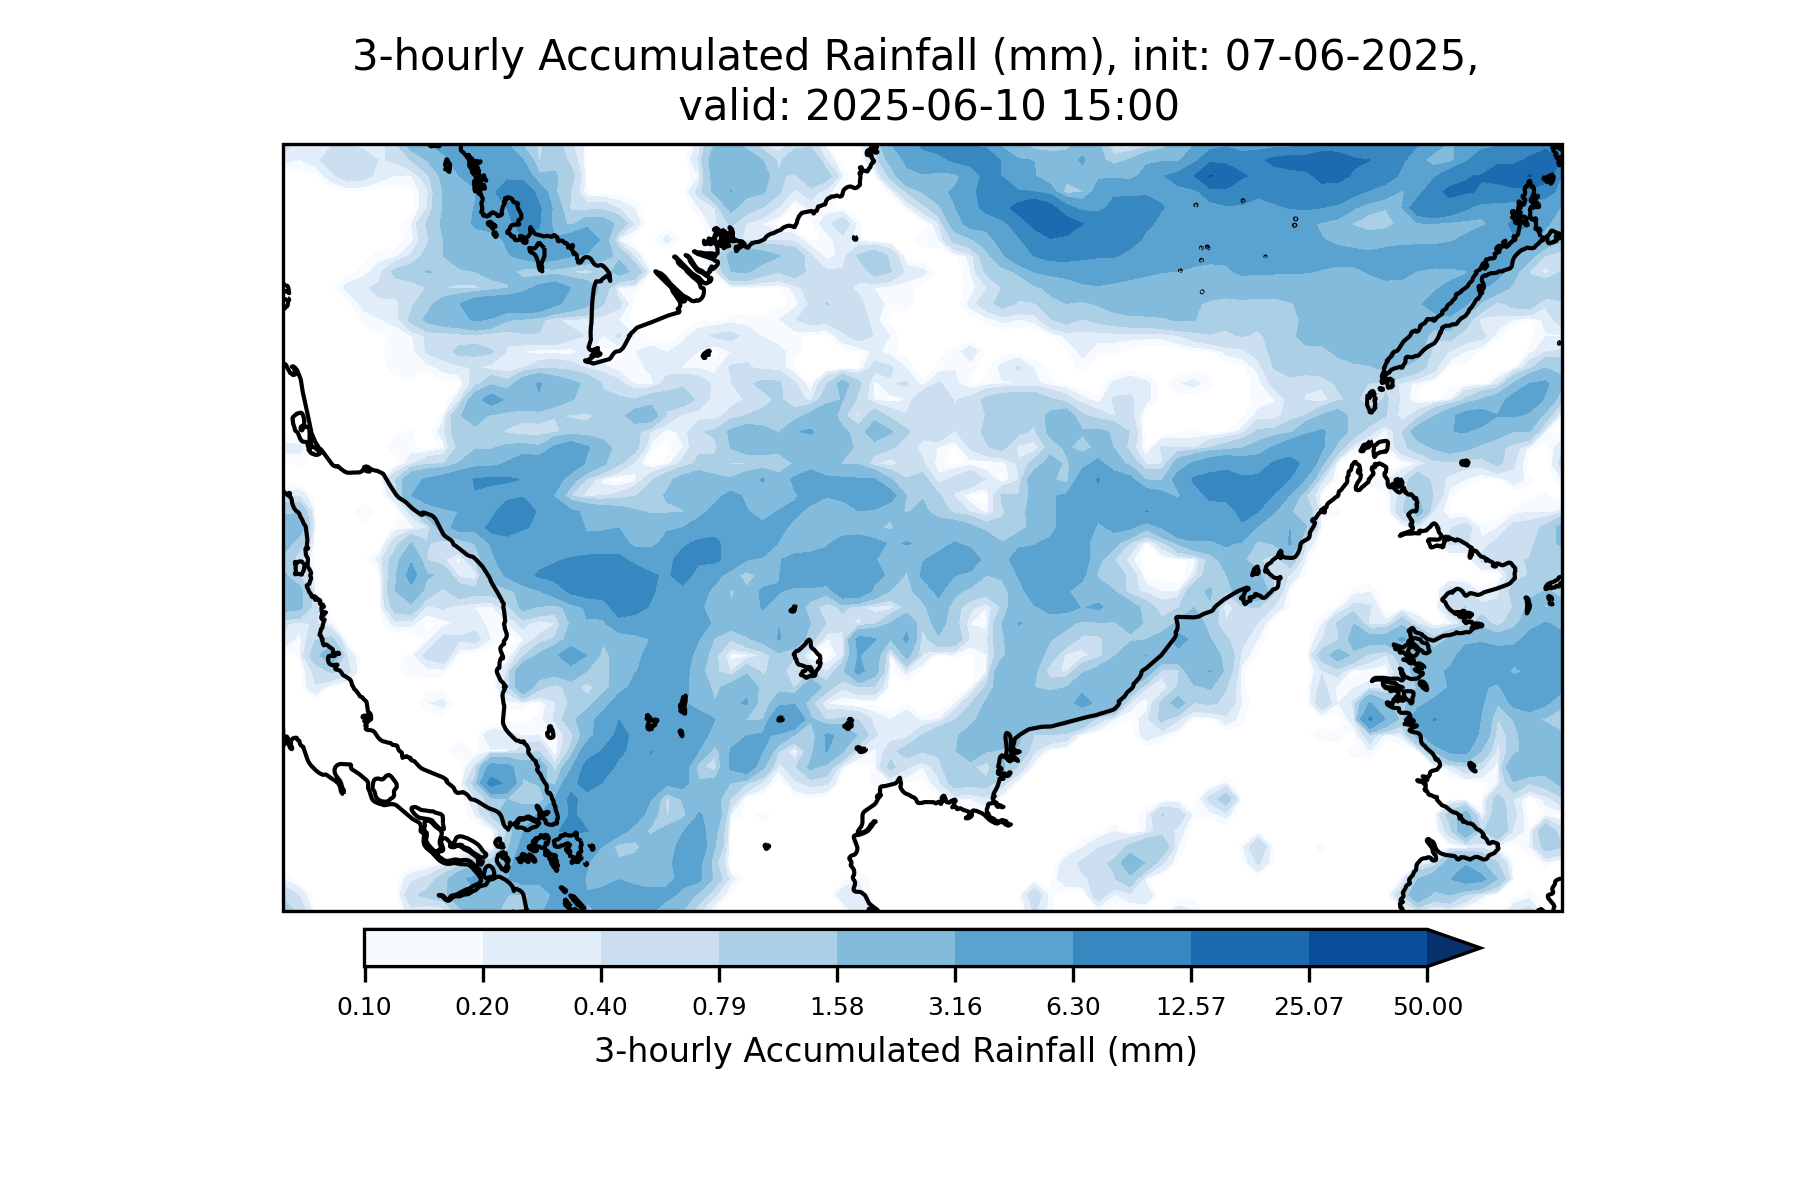 3-hourly Accumulated Rainfall (mm), init: 07-06-2025,
valid: 2025-06-10 15:00
0.10 0.20 0.40 0.79 1.58 3.16 6.30 12.57 25.07 50.00
3-hourly Accumulated Rainfall (mm)